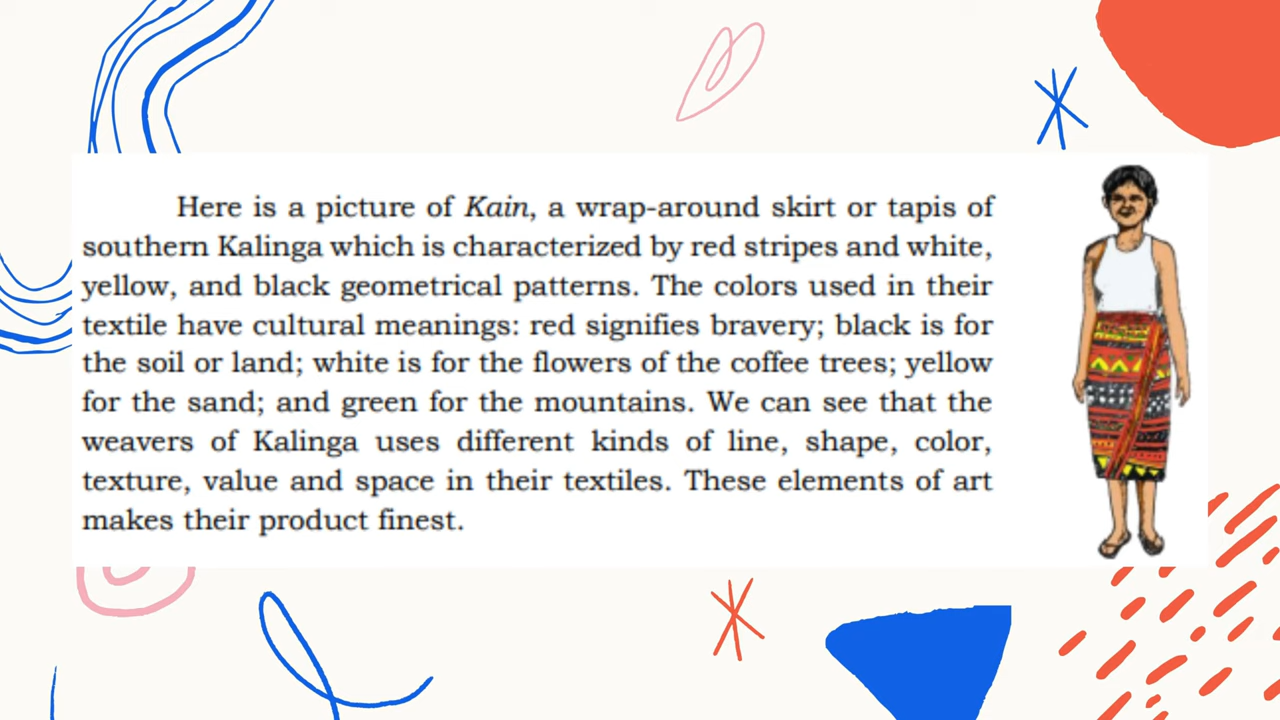 Here is a picture of Kain, a wrap-around skirt or tapis of
southern Kalinga which is characterized by red stripes and white,
yellow, and black geometrical patterns. The colors used in their
textile have cultural meanings: red signifies bravery; black is for
the soil or land; white is for the flowers of the coffee trees; yellow
for the sand; and green for the mountains. We can see that the
weavers of Kalinga uses different kinds of line, shape, color,
texture, value and space in their textiles. These elements of art
makes their product finest.